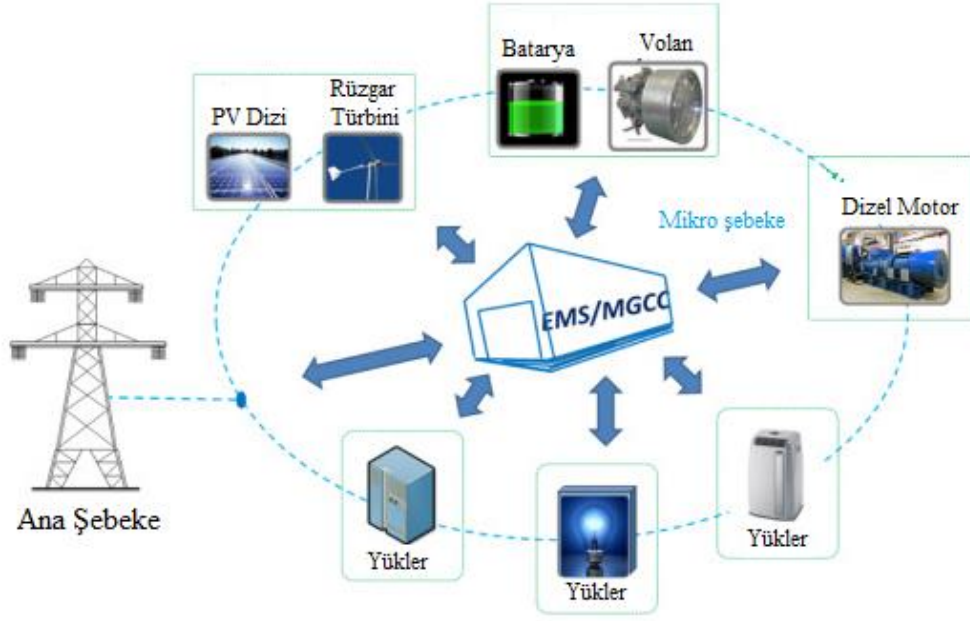 Batarya
Volan
PV Dizi
Rüzgar
Türbini
Mikro şebeke
Dizel Motor
EMS/MGCC
Ana Şebeke
Yükler
Yükler
Yükler